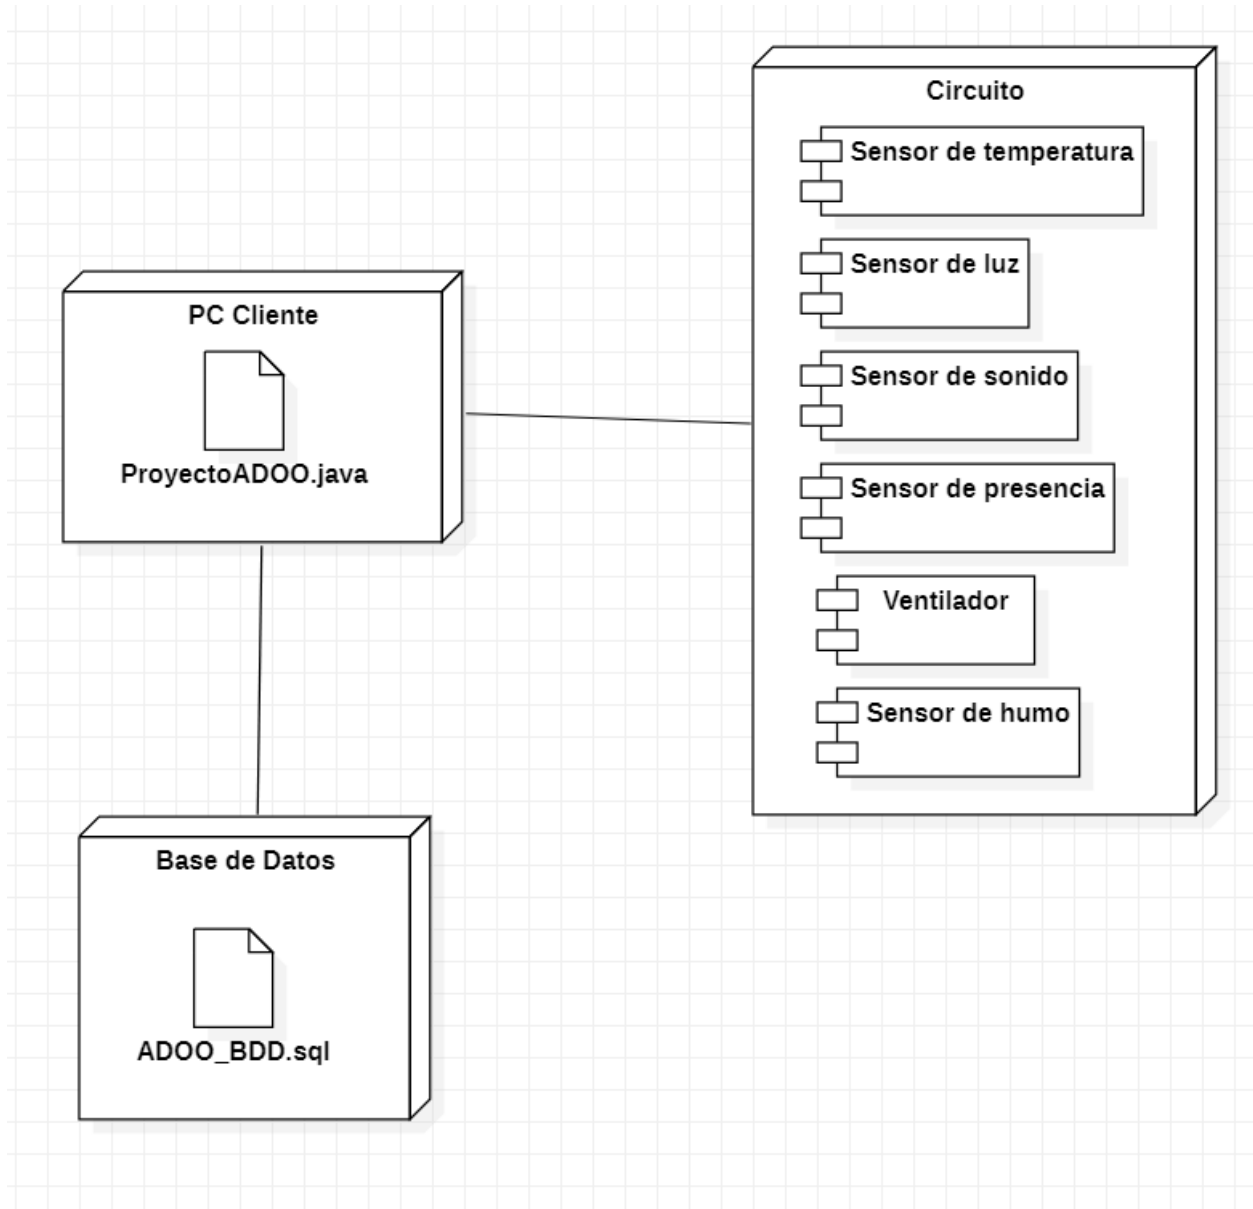 Circuito
Sensor de temperatura
Sensor de luz
Sensor de sonido
Sensor de presencia
Ventilador
Sensor de humo
PC Cliente
ProyectoADOO.java
Base de Datos
ADOO_BDD.sql